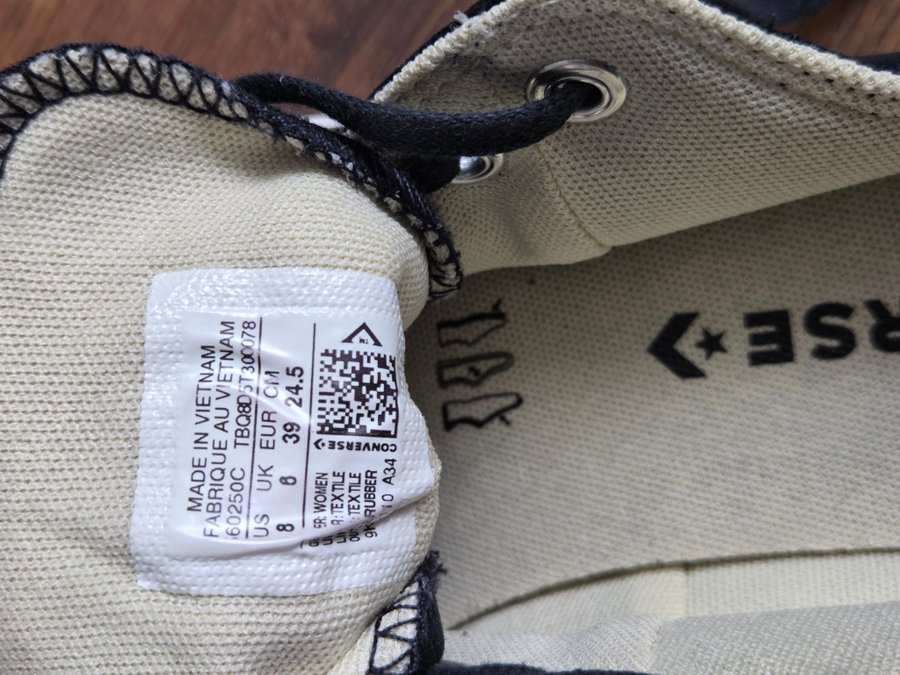 MADE IN VIETNAM
FABRIQUE AU VIETNAM
560250C TBQ8D5T300078
US UK EUR CM
8 6 39 24.5
CONVERSE
WOMEN
TEXTILE
TEXTILE
RUBBER
A34